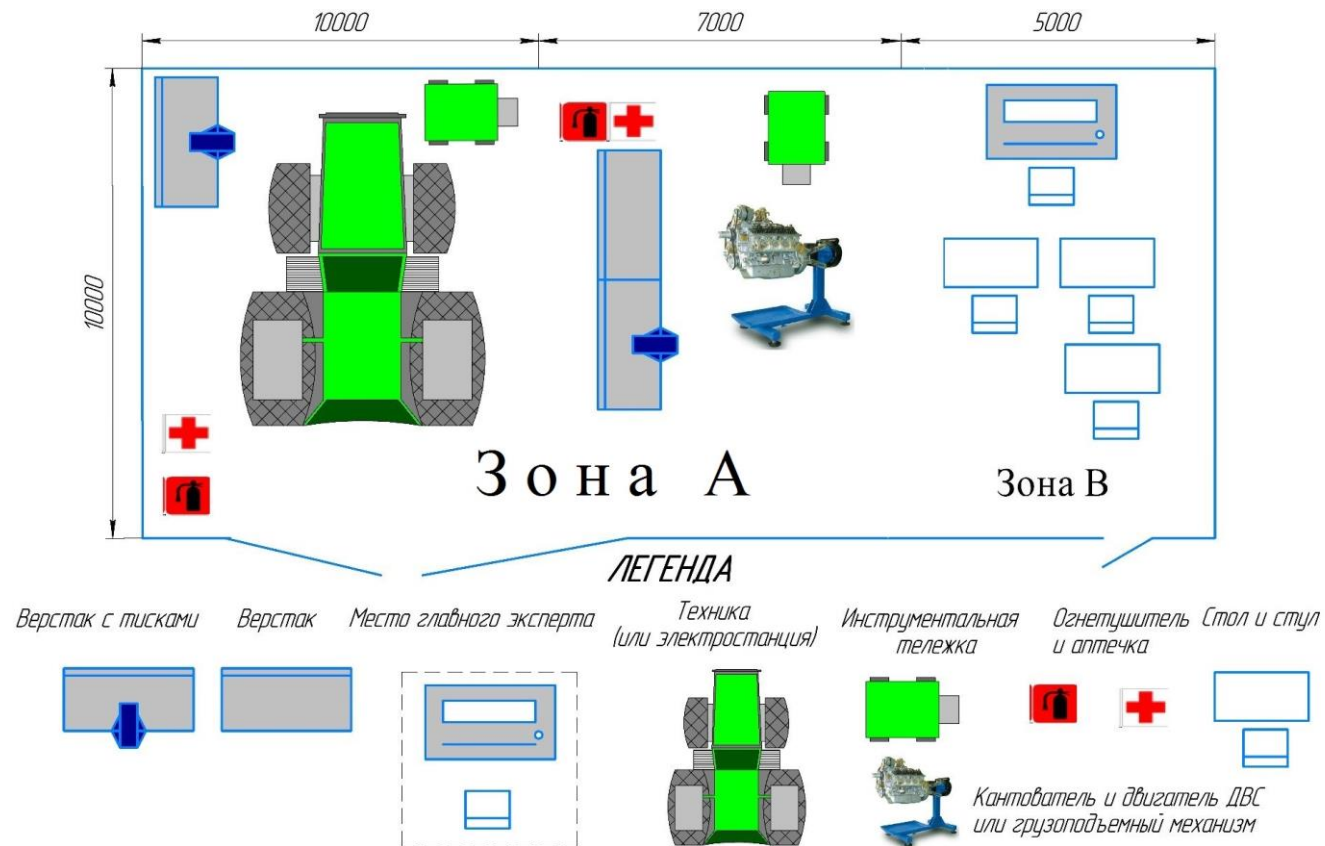 10000
7000
5000
10000
Зона А
Зона В
ЛЕГЕНДА
Верстак с тисками
Верстак
Место главного эксперта
Техника
(или электростанция)
Инструментальная
тележка
Огнетушитель
и аптечка
Стол и стул
Кантователь и двигатель ДВС
или грузоподъемный механизм